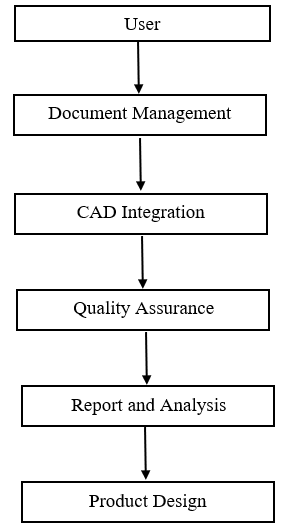 User
Document Management
CAD Integration
Quality Assurance
Report and Analysis
Product Design